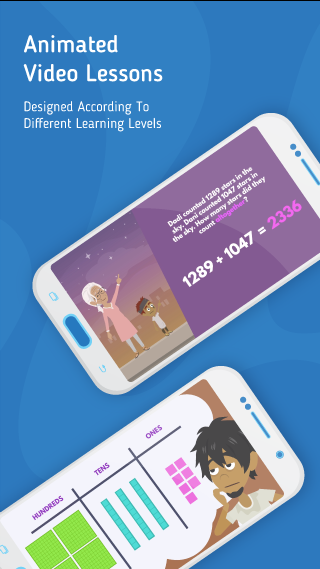 Animated
Video Lessons
Designed According To
Different Learning Levels
Dadi counted 1289 stars in the
sky. Dani counted 1047 stars in
the sky. How many stars did they
count altogether?
1289 + 1047 = 2336
HUNDREDS
TENS
ONES